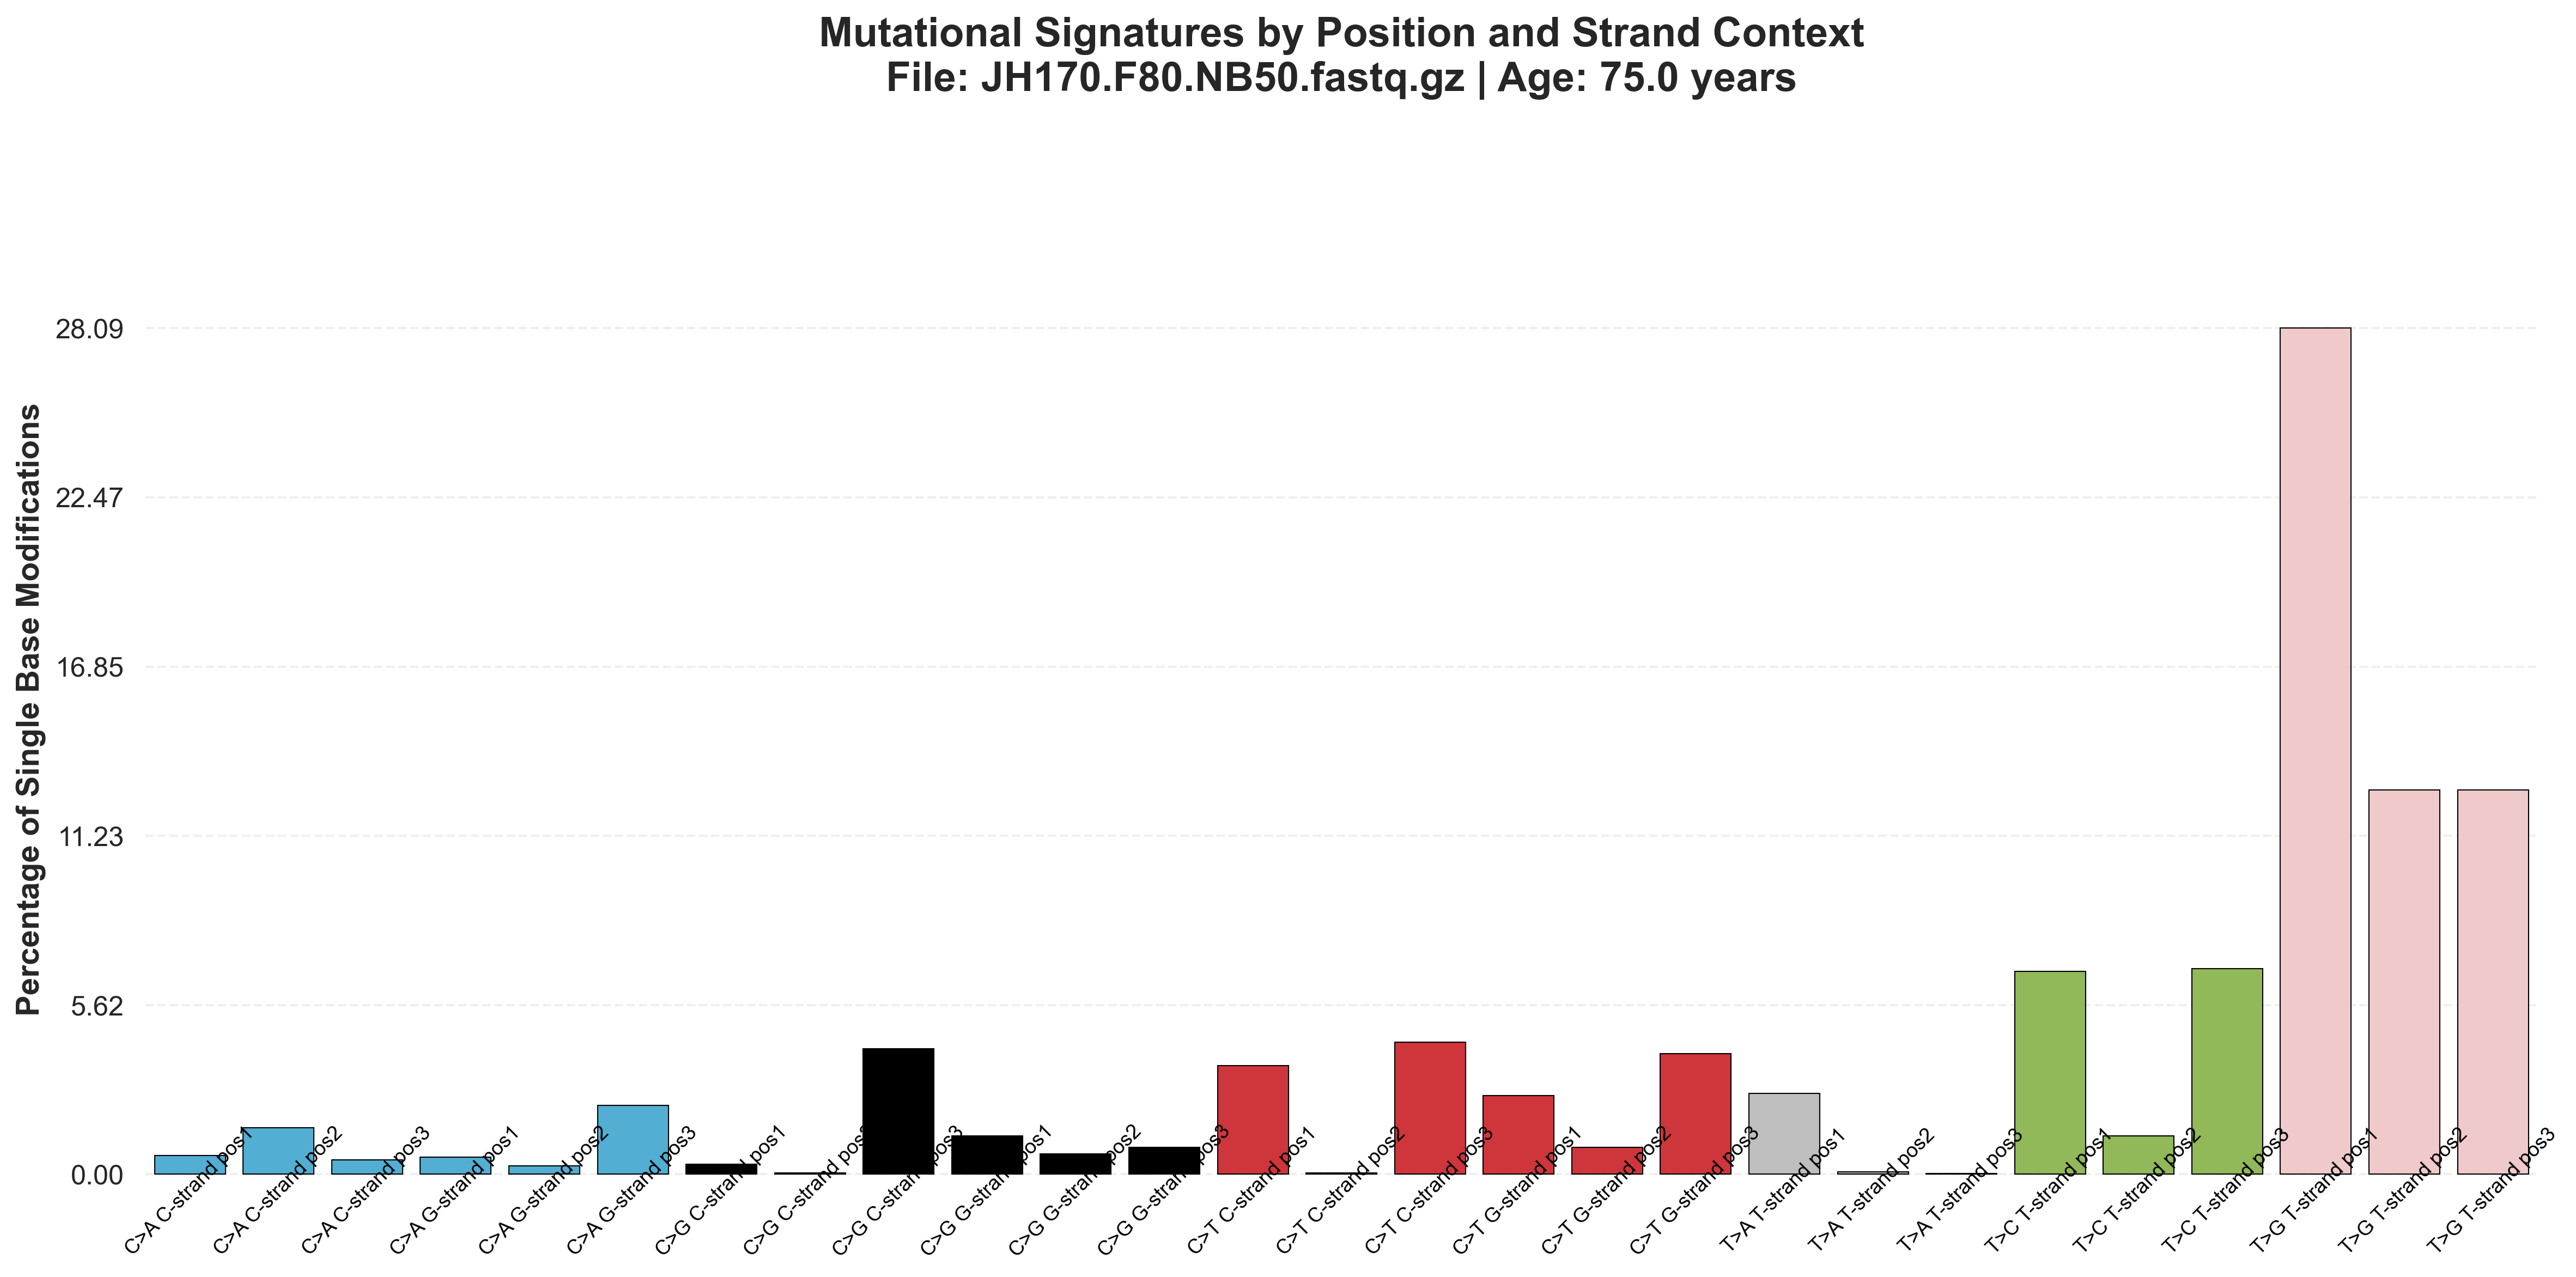 Mutational Signatures by Position and Strand Context
File: JH170.F80.NB50.fastq.gz | Age: 75.0 years
Percentage of Single Base Modifications
28.09
22.47
16.85
11.23
5.62
0.00
C>A C-strand pos1
C>A C-strand pos2
C>A C-strand pos3
C>A G-strand pos1
C>A G-strand pos2
C>A G-strand pos3
C>G C-strand pos1
C>G C-strand pos2
C>G C-strand pos3
C>G G-strand pos1
C>G G-strand pos2
C>G G-strand pos3
C>T C-strand pos1
C>T C-strand pos2
C>T C-strand pos3
C>T G-strand pos1
C>T G-strand pos2
C>T G-strand pos3
T>A T-strand pos1
T>A T-strand pos2
T>A T-strand pos3
T>C T-strand pos1
T>C T-strand pos2
T>C T-strand pos3
T>G T-strand pos1
T>G T-strand pos2
T>G T-strand pos3